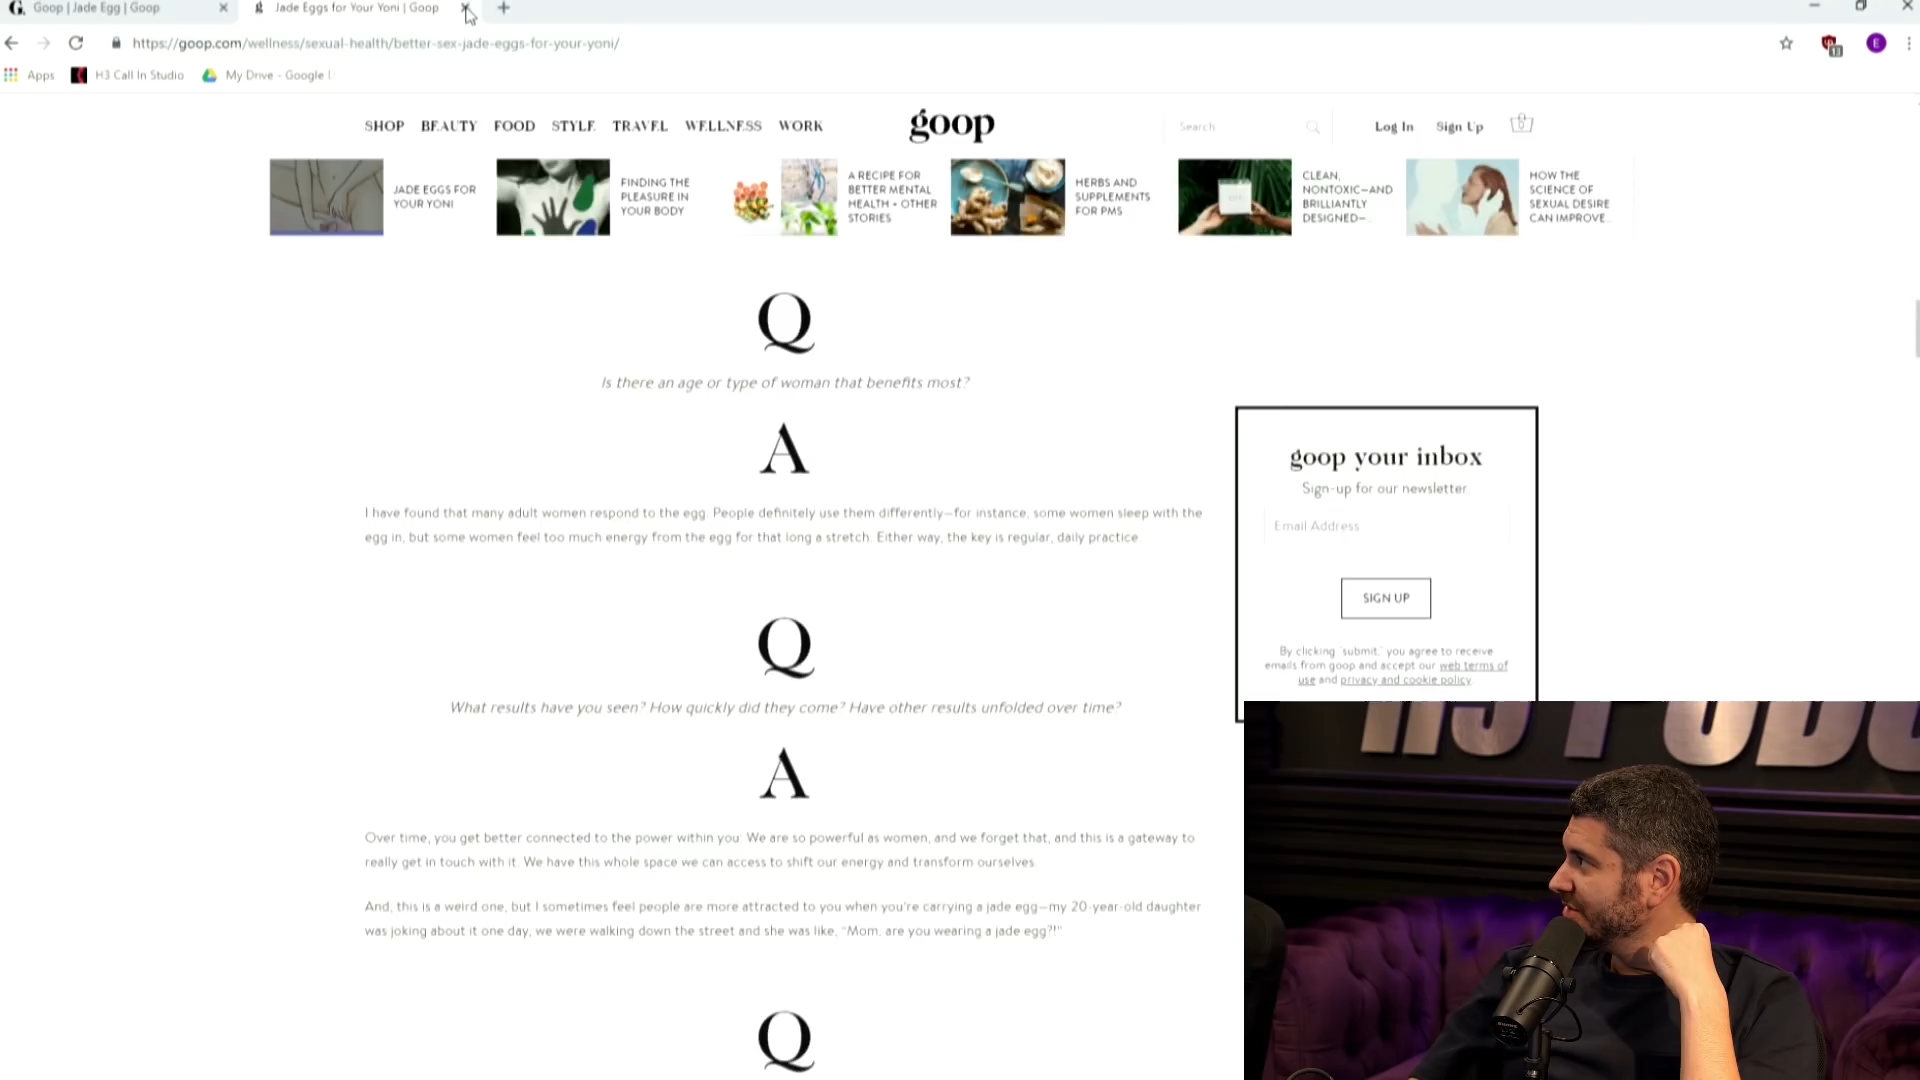 G. Goop | Jade Egg | Goop
g Jade Eggs for Your Yoni | Goop
https://goop.com/wellness/sexual-health/better-sex-jade-eggs-for-your-yoni/
E
Apps
H3 Call In Studio
My Drive - Google
SHOP BEAUTY FOOD STYLE TRAVEL WELLNESS WORK
goop
Search
Log In
Sign Up
0
JADE EGGS FOR
YOUR YONI
FINDING THE
PLEASURE IN
YOUR BODY
A RECIPE FOR
BETTER MENTAL
HEALTH + OTHER
STORIES
HERBS AND
SUPPLEMENTS
FOR PMS
CLEAN,
NONTOXIC—AND
BRILLIANTLY
DESIGNED—
HOW THE
SCIENCE OF
SEXUAL DESIRE
CAN IMPROVE
Q
Is there an age or type of woman that benefits most?
A
I have found that many adult women respond to the egg. People definitely use them differently—for instance, some women sleep with the
egg in, but some women feel too much energy from the egg for that long a stretch. Either way, the key is regular, daily practice.
Q
What results have you seen? How quickly did they come? Have other results unfolded over time?
A
Over time, you get better connected to the power within you. We are so powerful as women, and we forget that, and this is a gateway to
really get in touch with it. We have this whole space we can access to shift our energy and transform ourselves.
And, this is a weird one, but I sometimes feel people are more attracted to you when you're carrying a jade egg—my 20-year-old daughter
was joking about it one day, we were walking down the street and she was like, "Mom, are you wearing a jade egg?!"
Q
goop your inbox
Sign-up for our newsletter
Email Address
SIGN UP
By clicking "submit," you agree to receive
emails from goop and accept our web terms of
use and privacy and cookie policy.
H3 PODC